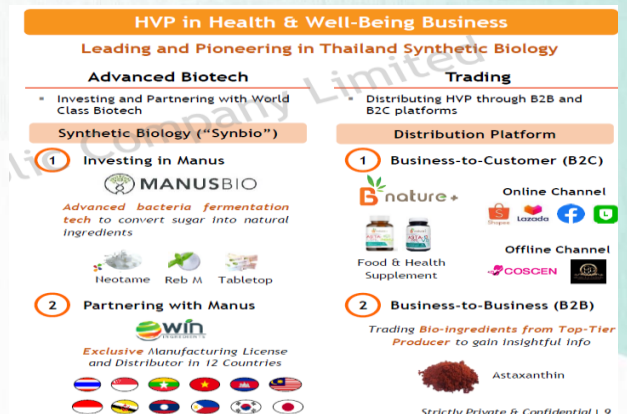 HVP in Health & Well-Being Business
Leading and Pioneering in Thailand Synthetic Biology
Advanced Biotech
▪ Investing and Partnering with World
Class Biotech
Synthetic Biology ("Synbio")
1 Investing in Manus
MANUSBIO
Advanced bacteria fermentation
tech to convert sugar into natural
ingredients
Neotame Reb M Tabletop
2 Partnering with Manus
win
INGREDIENTS
Exclusive Manufacturing License
and Distributor in 12 Countries
Trading
▪ Distributing HVP through B2B and
B2C platforms
Distribution Platform
1 Business-to-Customer (B2C)
B nature+
Online Channel
Shopee Lazada
Food & Health
Supplement
Offline Channel
COSCEN
2 Business-to-Business (B2B)
Trading Bio-ingredients from Top-Tier
Producer to gain insightful info
Astaxanthin
Strictly Private & Confidential | 9
lic Company Limited